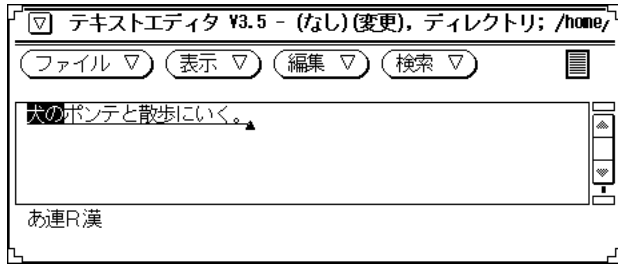 テキストエディタ V3.5 - (なし)(変更), ディレクトリ; /home/
ファイル ▽ 表示 ▽ 編集 ▽ 検索 ▽
犬のポンテと散歩にいく。
あ連R漢